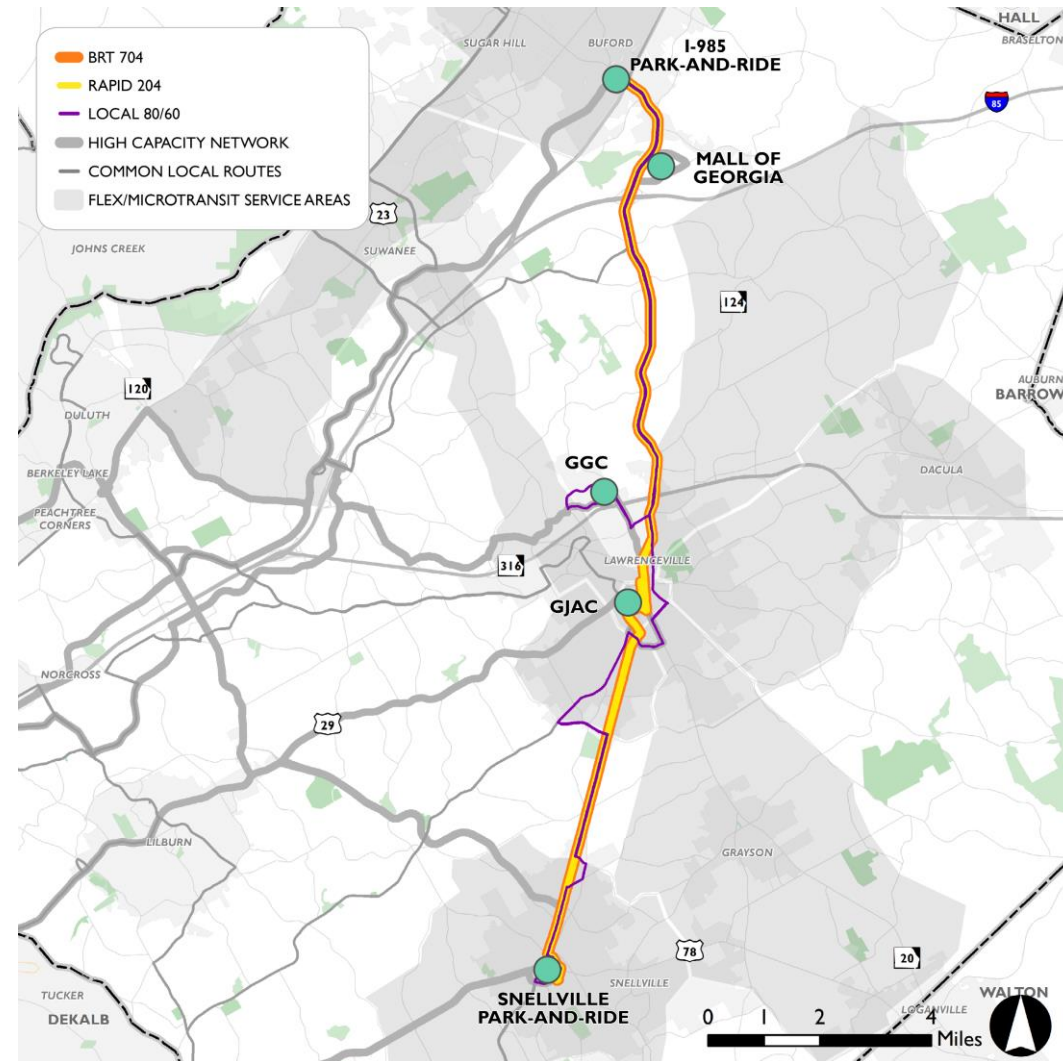 HALL
BRASELTON
SUGAR HILL
BUFORD
I-985
PARK-AND-RIDE
BRT 704
RAPID 204
LOCAL 80/60
HIGH CAPACITY NETWORK
COMMON LOCAL ROUTES
FLEX/MICROTRANSIT SERVICE AREAS
85
MALL OF
GEORGIA
23
JOHNS CREEK
SUWANEE
124
120
AUBURN
BARROW
DULUTH
BERKELEY LAKE
GGC
DACULA
PEACHTREE
CORNERS
316
LAWRENCEVILLE
GJAC
NORCROSS
29
LILBURN
GRAYSON
78
20
SNELLVILLE
SNELLVILLE
PARK-AND-RIDE
TUCKER
DEKALB
WALTON
LOGANVILLE
0 1 2 4
Miles